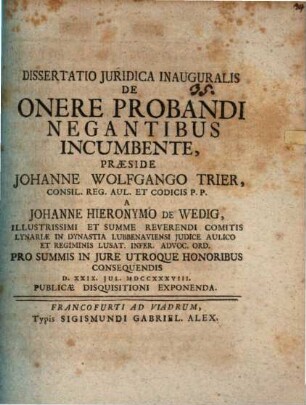 DISSERTATIO JURIDICA INAUGURALIS
DE
ONERE PROBANDI
NEGANTIBUS
INCUMBENTE,
PRÆSIDE
JOHANNE WOLFGANGO TRIER,
CONSIL. REG. AUL. ET CODICIS P. P.
A
JOHANNE HIERONYMO DE WEDIG,
ILLUSTRISSIMI ET SUMME REVERENDI COMITIS
LYNARIÆ IN DYNASTIA LUBBENAVIENSI JUDICE AULICO
ET REGIMINIS LUSAT. INFER. ADVOC. ORD.
PRO SUMMIS IN JURE UTROQUE HONORIBUS
CONSEQUENDIS
D. XXIX. JUL. MDCCXXXVIII.
PUBLICÆ DISQUISITIONI EXPONENDA.
FRANCOFURTI AD VIADRUM,
Typis SIGISMUNDI GABRIEL. ALEX.